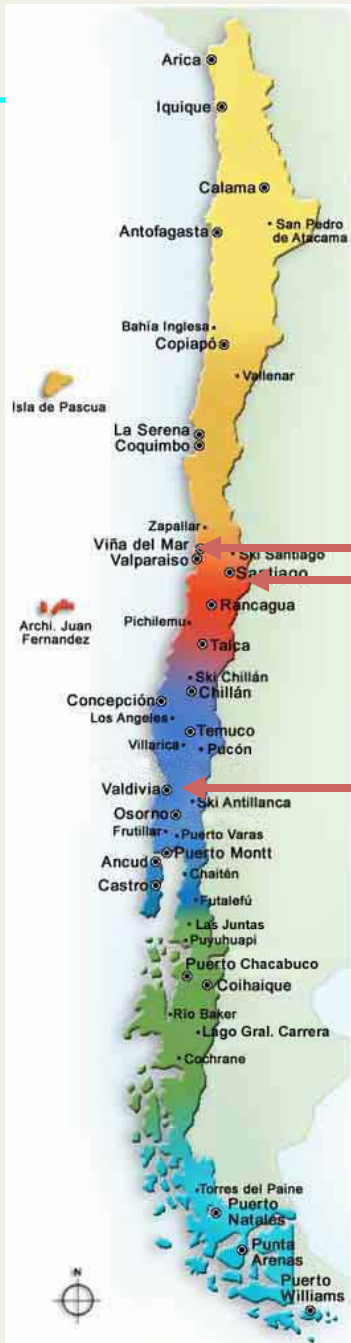 Arica
Iquique
Calama
San Pedro
de Atacama
Antofagasta
Bahía Inglesa
Copiapó
Vallenar
Isla de Pascua
La Serena
Coquimbo
Zapallar
Viña del Mar
Ski Santiago
Valparaiso
Santiago
Rancagua
Archi. Juan
Fernandez
Pichilemu
Talca
Ski Chillán
Chillán
Concepción
Los Angeles
Temuco
Villarica
Pucón
Valdivia
Ski Antillanca
Osorno
Frutillar
Puerto Varas
Puerto Montt
Ancud
Chaitén
Castro
Futalefú
Las Juntas
Puyuhuapi
Puerto Chacabuco
Coihaique
Río Baker
Lago Gral. Carrera
Cochrane
Torres del Paine
Puerto
Natales
Punta
Arenas
Puerto
Williams
N